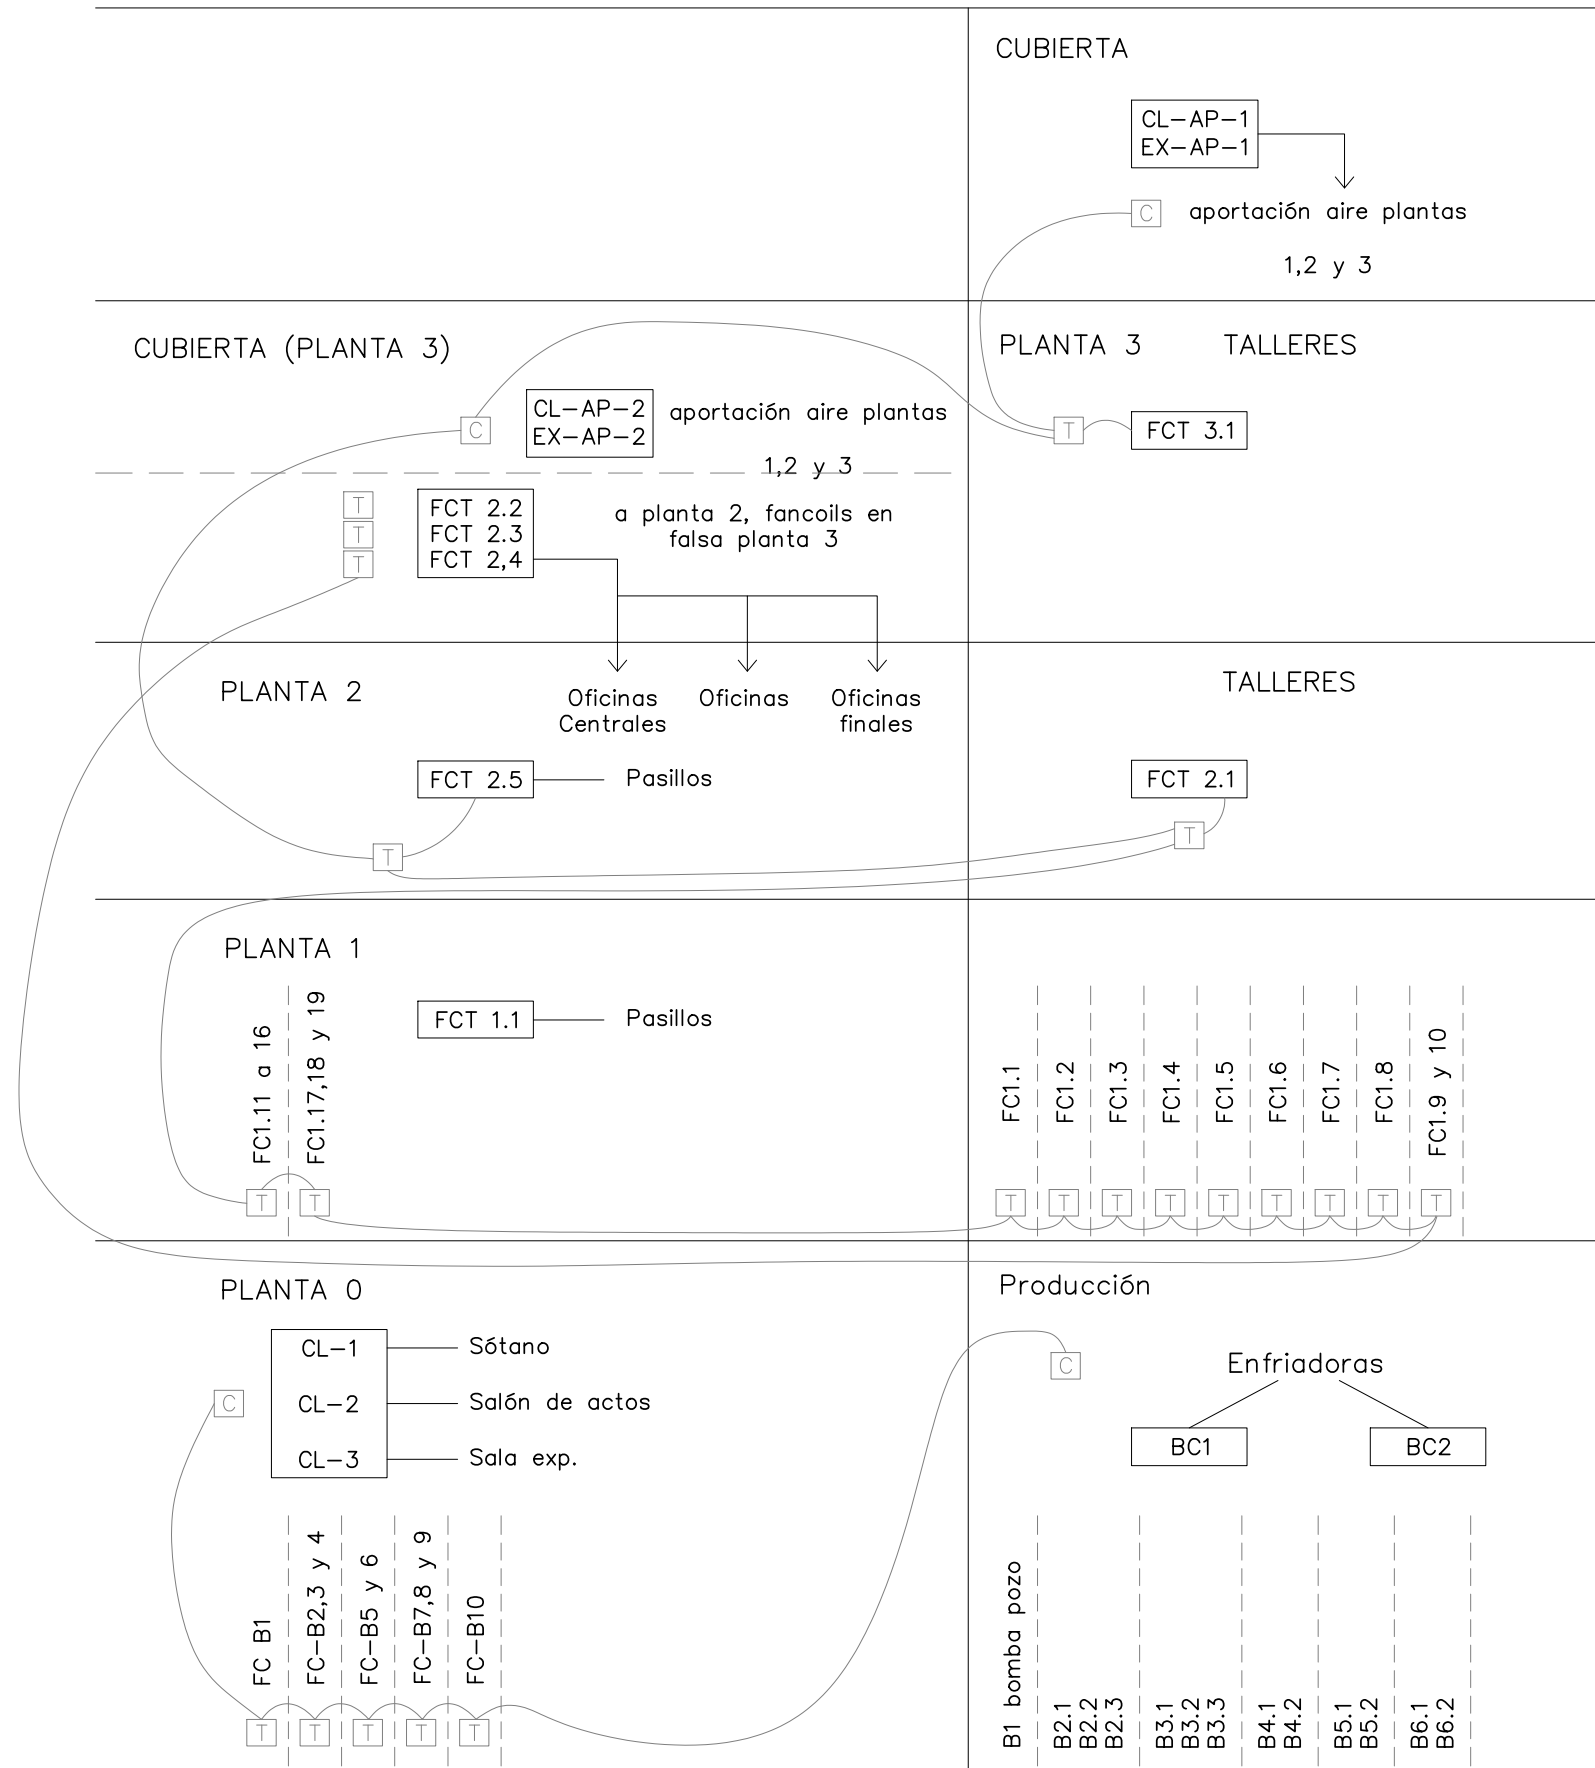 CUBIERTA
CL-AP-1
EX-AP-1
C
aportación aire plantas
1,2 y 3
CUBIERTA (PLANTA 3)
C
CL-AP-2
EX-AP-2
aportación aire plantas
1,2 y 3
T
T
T
FCT 2.2
FCT 2.3
FCT 2,4
a planta 2, fancoils en
falsa planta 3
PLANTA 3 TALLERES
T
FCT 3.1
PLANTA 2
Oficinas
Centrales
Oficinas
Oficinas
finales
FCT 2.5
Pasillos
T
TALLERES
FCT 2.1
T
PLANTA 1
FC1.11 a 16
FC1.17,18 y 19
FCT 1.1
Pasillos
T
T
FC1.1
FC1.2
FC1.3
FC1.4
FC1.5
FC1.6
FC1.7
FC1.8
FC1.9 y 10
T
T
T
T
T
T
T
T
T
PLANTA 0
CL-1
Sótano
C
CL-2
Salón de actos
CL-3
Sala exp.
FC B1
FC-B2,3 y 4
FC-B5 y 6
FC-B7,8 y 9
FC-B10
T
T
T
T
T
Producción
C
Enfriadoras
BC1
BC2
B1 bomba pozo
B2.1
B2.2
B2.3
B3.1
B3.2
B3.3
B4.1
B4.2
B5.1
B5.2
B6.1
B6.2